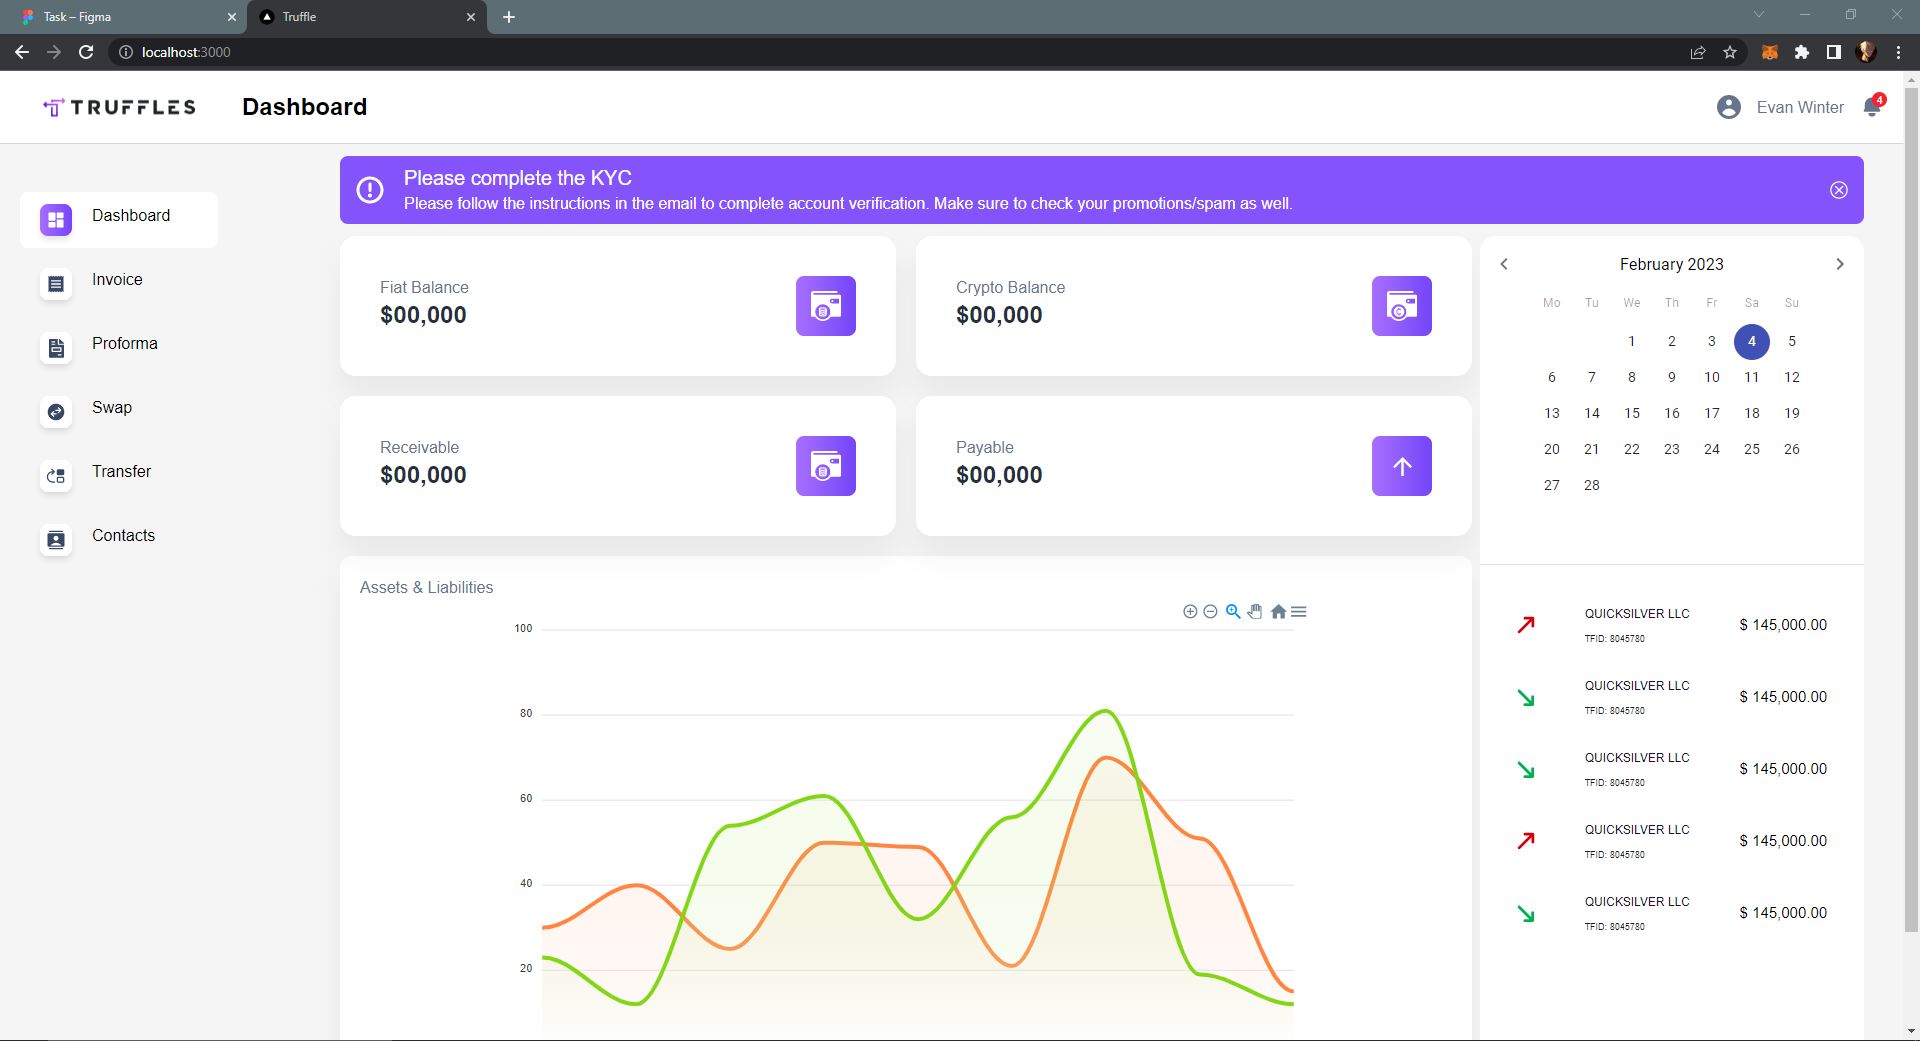 Task – Figma
Truffle
localhost:3000
TRUFFLES
Dashboard
Evan Winter
4
Please complete the KYC
Please follow the instructions in the email to complete account verification. Make sure to check your promotions/spam as well.
Dashboard
Invoice
Proforma
Swap
Transfer
Contacts
Fiat Balance
$00,000
Crypto Balance
$00,000
Receivable
$00,000
Payable
$00,000
February 2023
Mo Tu We Th Fr Sa Su
1 2 3 4 5
6 7 8 9 10 11 12
13 14 15 16 17 18 19
20 21 22 23 24 25 26
27 28
Assets & Liabilities
100
80
60
40
20
QUICKSILVER LLC
TFID: 8045780
$ 145,000.00
QUICKSILVER LLC
TFID: 8045780
$ 145,000.00
QUICKSILVER LLC
TFID: 8045780
$ 145,000.00
QUICKSILVER LLC
TFID: 8045780
$ 145,000.00
QUICKSILVER LLC
TFID: 8045780
$ 145,000.00